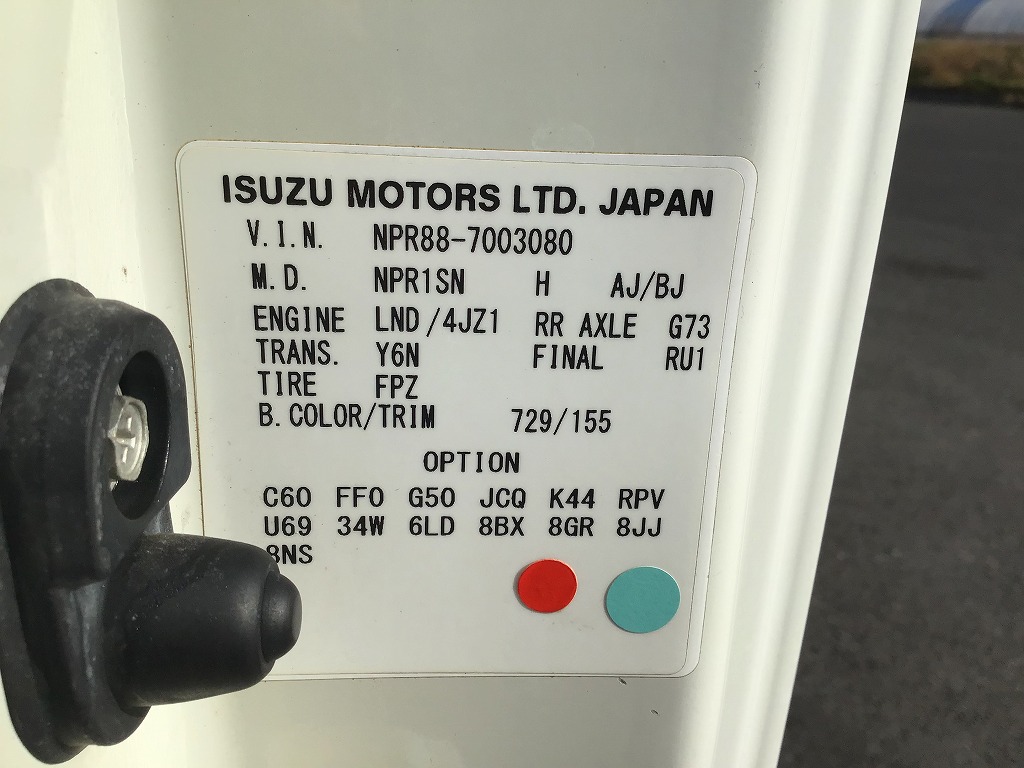 ISUZU MOTORS LTD. JAPAN
V.I.N. NPR88-7003080
M.D. NPR1SN H AJ/BJ
ENGINE LND/4JZ1 RR AXLE G73
TRANS. Y6N FINAL RU1
TIRE FPZ
B.COLOR/TRIM 729/155
OPTION
C60 FF0 G50 JCQ K44 RPV
U69 34W 6LD 8BX 8GR 8JJ
8NS